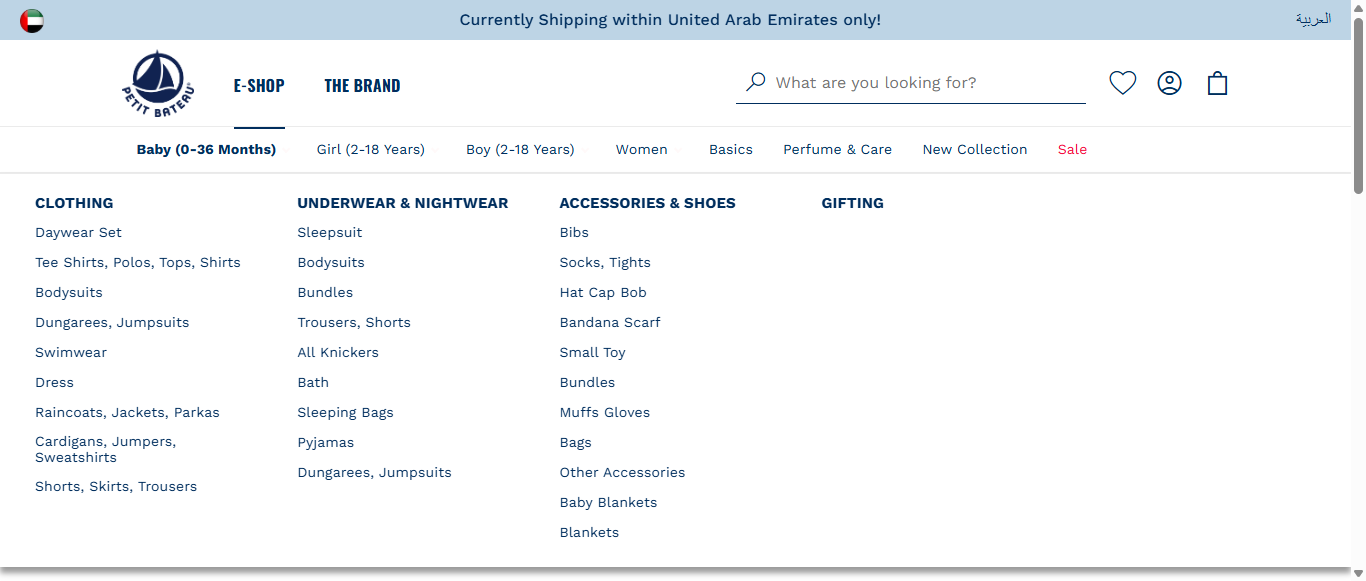 Currently Shipping within United Arab Emirates only!
العربية
PETIT BATEAU
E-SHOP
THE BRAND
What are you looking for?
Baby (0-36 Months)
Girl (2-18 Years)
Boy (2-18 Years)
Women
Basics
Perfume & Care
New Collection
Sale
CLOTHING
Daywear Set
Tee Shirts, Polos, Tops, Shirts
Bodysuits
Dungarees, Jumpsuits
Swimwear
Dress
Raincoats, Jackets, Parkas
Cardigans, Jumpers,
Sweatshirts
Shorts, Skirts, Trousers
UNDERWEAR & NIGHTWEAR
Sleepsuit
Bodysuits
Bundles
Trousers, Shorts
All Knickers
Bath
Sleeping Bags
Pyjamas
Dungarees, Jumpsuits
ACCESSORIES & SHOES
Bibs
Socks, Tights
Hat Cap Bob
Bandana Scarf
Small Toy
Bundles
Muffs Gloves
Bags
Other Accessories
Baby Blankets
Blankets
GIFTING